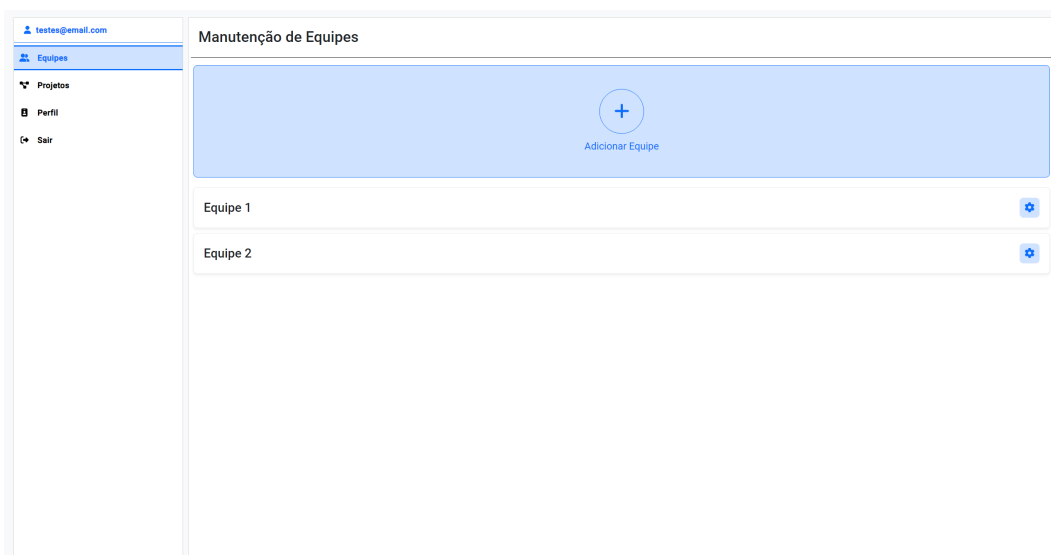 testes@email.com
Equipes
Projetos
Perfil
Sair
Manutenção de Equipes
Adicionar Equipe
Equipe 1
Equipe 2